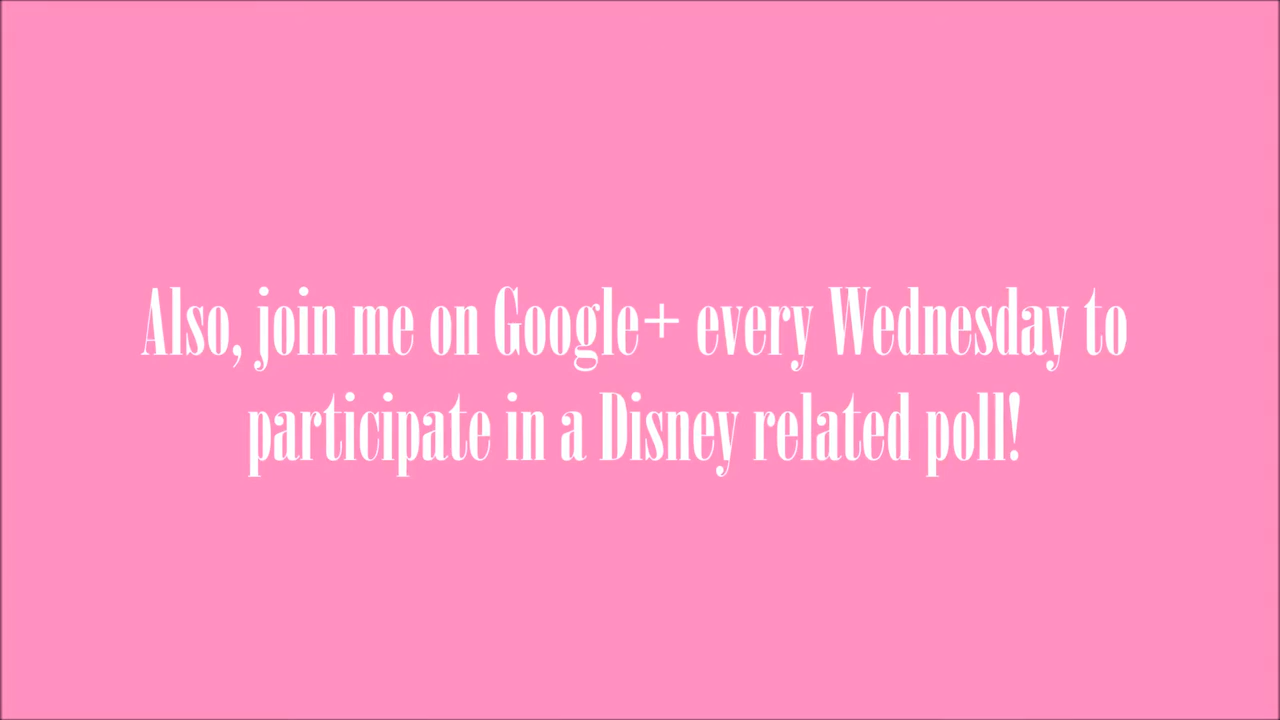 Also, join me on Google+ every Wednesday to
participate in a Disney related poll!